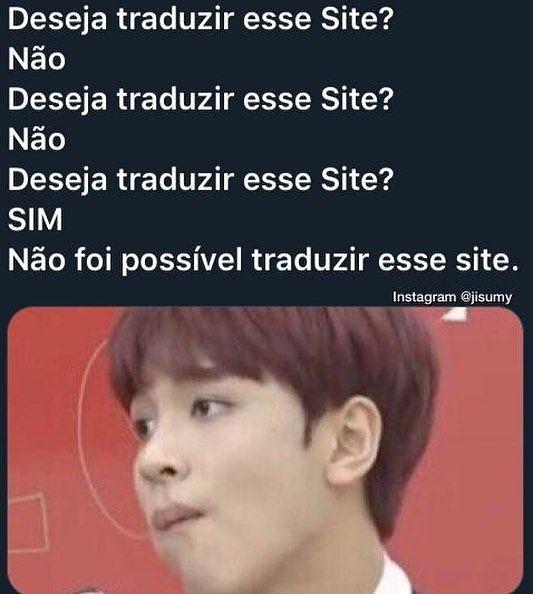 Deseja traduzir esse Site?
Não
Deseja traduzir esse Site?
Não
Deseja traduzir esse Site?
SIM
Não foi possível traduzir esse site.
Instagram @jisumy